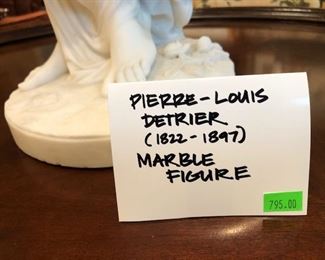 PIERRE-LOUIS
DETRIER
(1822-1897)
MARBLE
FIGURE
795.00